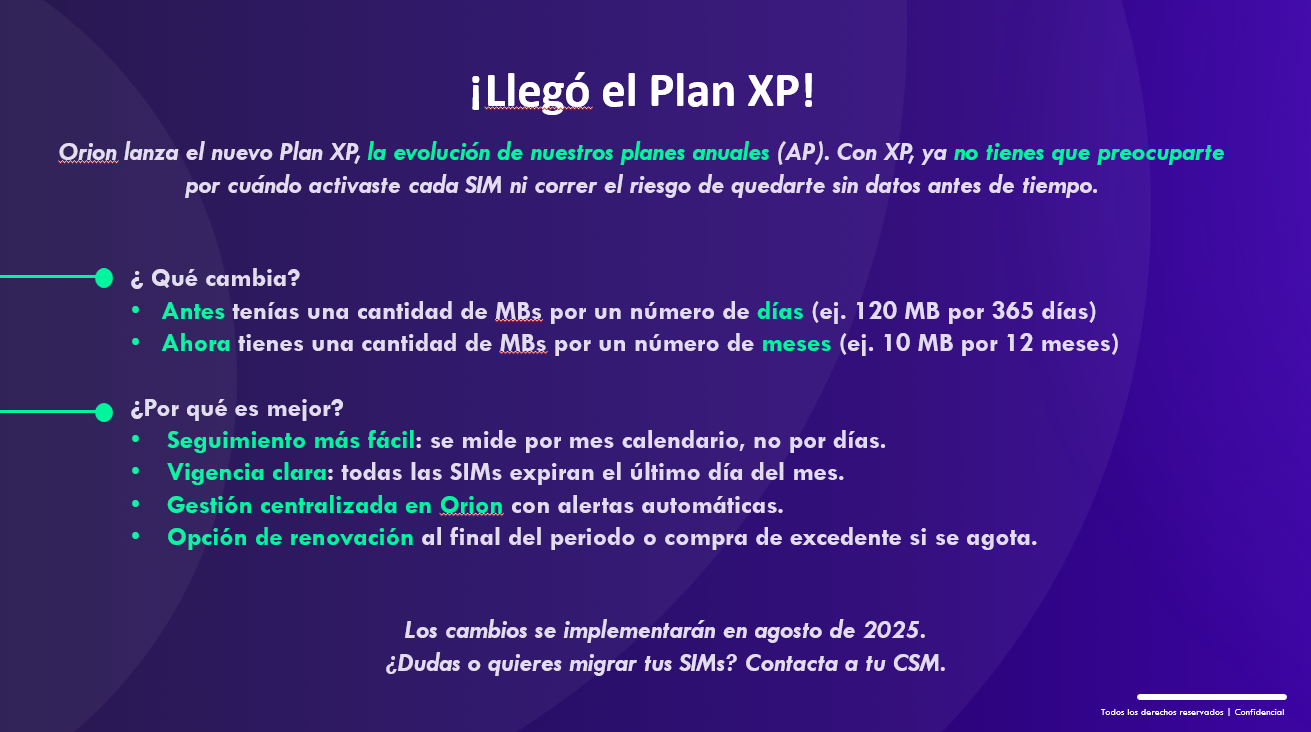 ¡Llegó el Plan XP!
Orion lanza el nuevo Plan XP, la evolución de nuestros planes anuales (AP). Con XP, ya no tienes que preocuparte
por cuándo activaste cada SIM ni correr el riesgo de quedarte sin datos antes de tiempo.
¿ Qué cambia?
• Antes tenías una cantidad de MBs por un número de días (ej. 120 MB por 365 días)
• Ahora tienes una cantidad de MBs por un número de meses (ej. 10 MB por 12 meses)
¿Por qué es mejor?
• Seguimiento más fácil: se mide por mes calendario, no por días.
• Vigencia clara: todas las SIMs expiran el último día del mes.
• Gestión centralizada en Orion con alertas automáticas.
• Opción de renovación al final del periodo o compra de excedente si se agota.
Los cambios se implementarán en agosto de 2025.
¿Dudas o quieres migrar tus SIMs? Contacta a tu CSM.
Todos los derechos reservados | Confidencial